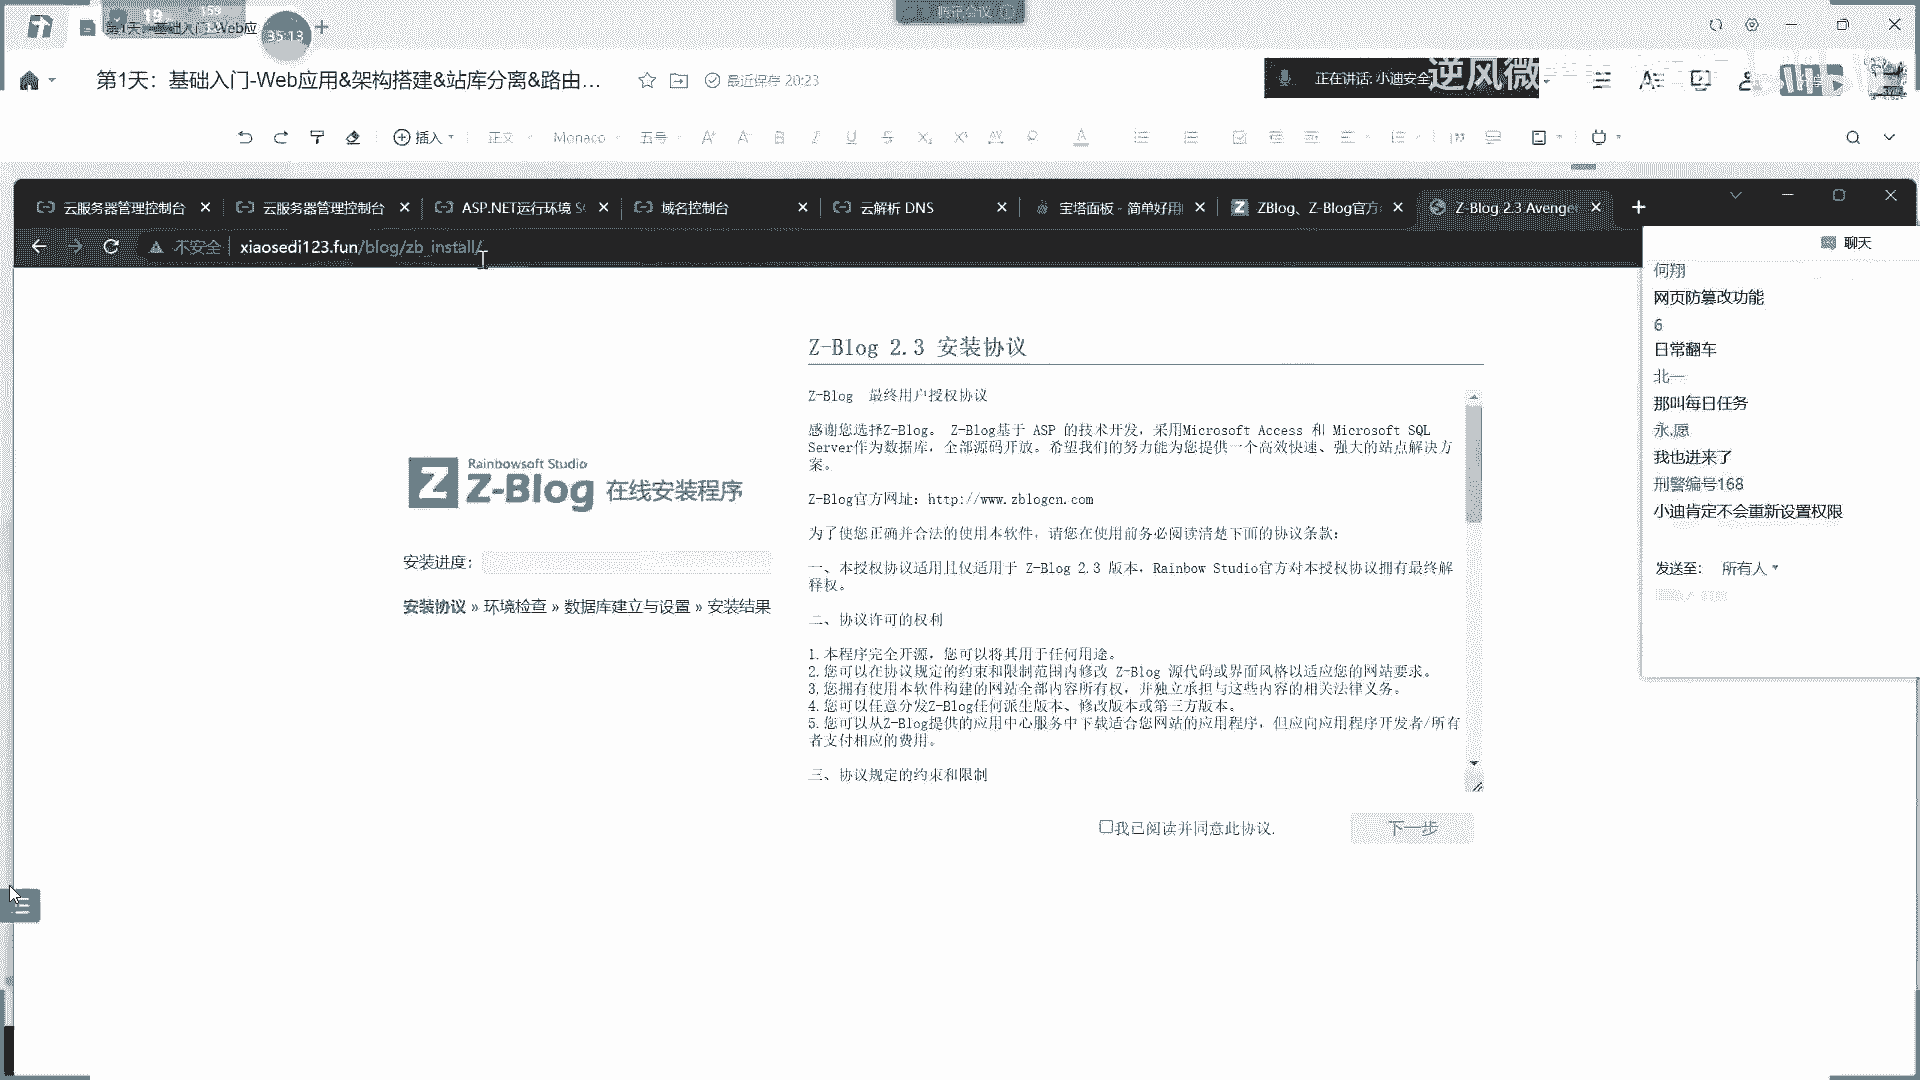 35:13
第1天：基础入门-Web应用&架构搭建&站库分离&路由...
最近保存 20:23
正在讲话: 小迪安全
逆风微
插入
正文
Monaco
五号
云服务器管理控制台
云服务器管理控制台
ASP.NET运行环境
域名控制台
云解析 DNS
宝塔面板 - 简单好用
ZBlog、Z-Blog官方
Z-Blog 2.3 Avenge
不安全
xiaosedi123.fun/blog/zb_install/
聊天
何翔
网页防篡改功能
6
日常翻车
北一
那叫每日任务
永.愿
我也进来了
刑警编号168
小迪肯定不会重新设置权限
发送至:
所有人
Rainbowsoft Studio
Z-Blog 在线安装程序
安装进度：
安装协议 » 环境检查 » 数据库建立与设置 » 安装结果
Z-Blog 2.3 安装协议
Z-Blog 最终用户授权协议
感谢您选择Z-Blog。 Z-Blog基于 ASP 的技术开发，采用Microsoft Access 和 Microsoft SQL
Server作为数据库，全部源码开放。希望我们的努力能为您提供一个高效快速、强大的站点解决方
案。
Z-Blog官方网址：http://www.zblogcn.com
为了使您正确并合法的使用本软件，请您在使用前务必阅读清楚下面的协议条款：
一、本授权协议适用且仅适用于 Z-Blog 2.3 版本，Rainbow Studio官方对本授权协议拥有最终解
释权。
二、协议许可的权利
1.本程序完全开源，您可以将其用于任何用途。
2.您可以在协议规定的约束和限制范围内修改 Z-Blog 源代码或界面风格以适应您的网站要求。
3.您拥有使用本软件构建的网站全部内容所有权，并独立承担与这些内容的相关法律义务。
4.您可以任意分发Z-Blog任何派生版本、修改版本或第三方版本。
5.您可以从Z-Blog提供的应用中心服务中下载适合您网站的应用程序，但应向应用程序开发者/所有
者支付相应的费用。
三、协议规定的约束和限制
我已阅读并同意此协议.
下一步